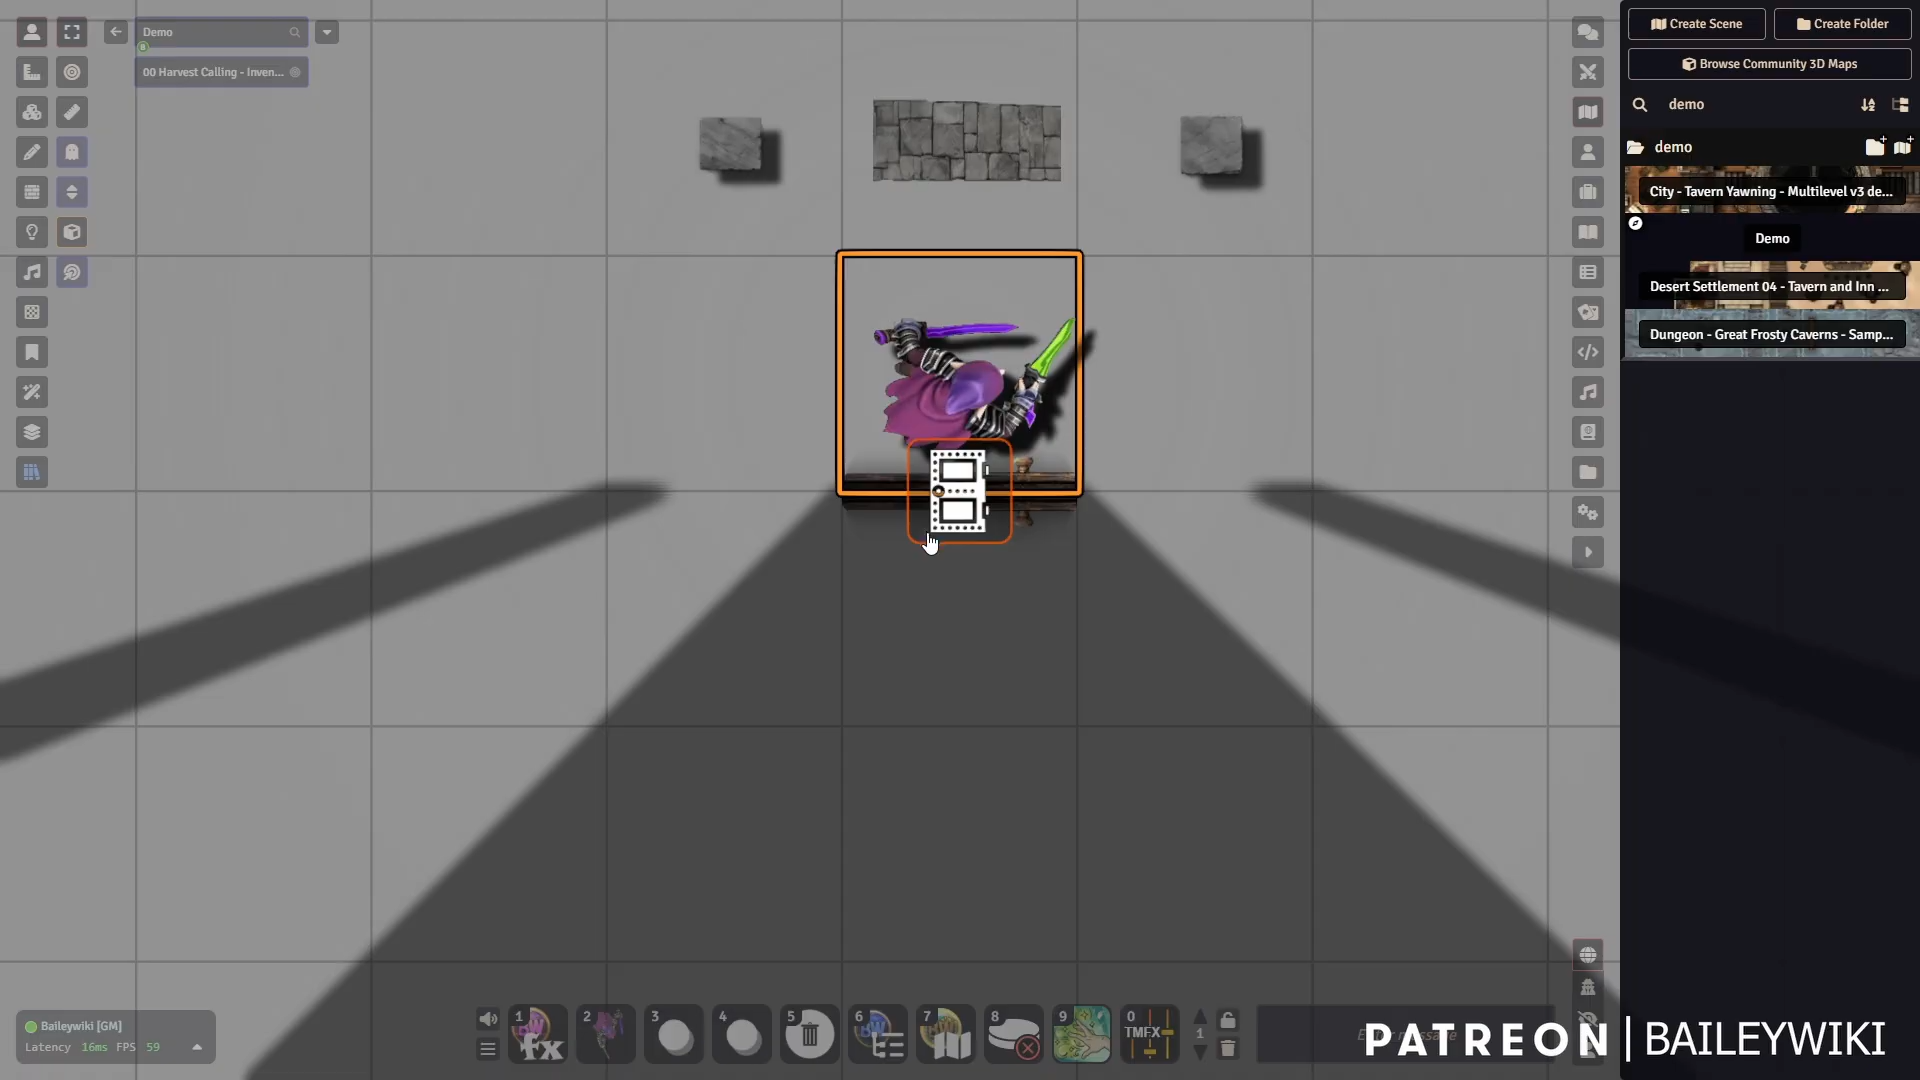 Demo
8
00 Harvest Calling - Inven...
Create Scene
Create Folder
Browse Community 3D Maps
demo
demo
City - Tavern Yawning - Multilevel v3 de...
Demo
Desert Settlement 04 - Tavern and Inn ...
Dungeon - Great Frosty Caverns - Samp...
Baileywiki [GM]
Latency 16ms FPS 59
1 2 3 4 5 6 7 8 9 0
fx
TMFX
1
PATREON | BAILEYWIKI